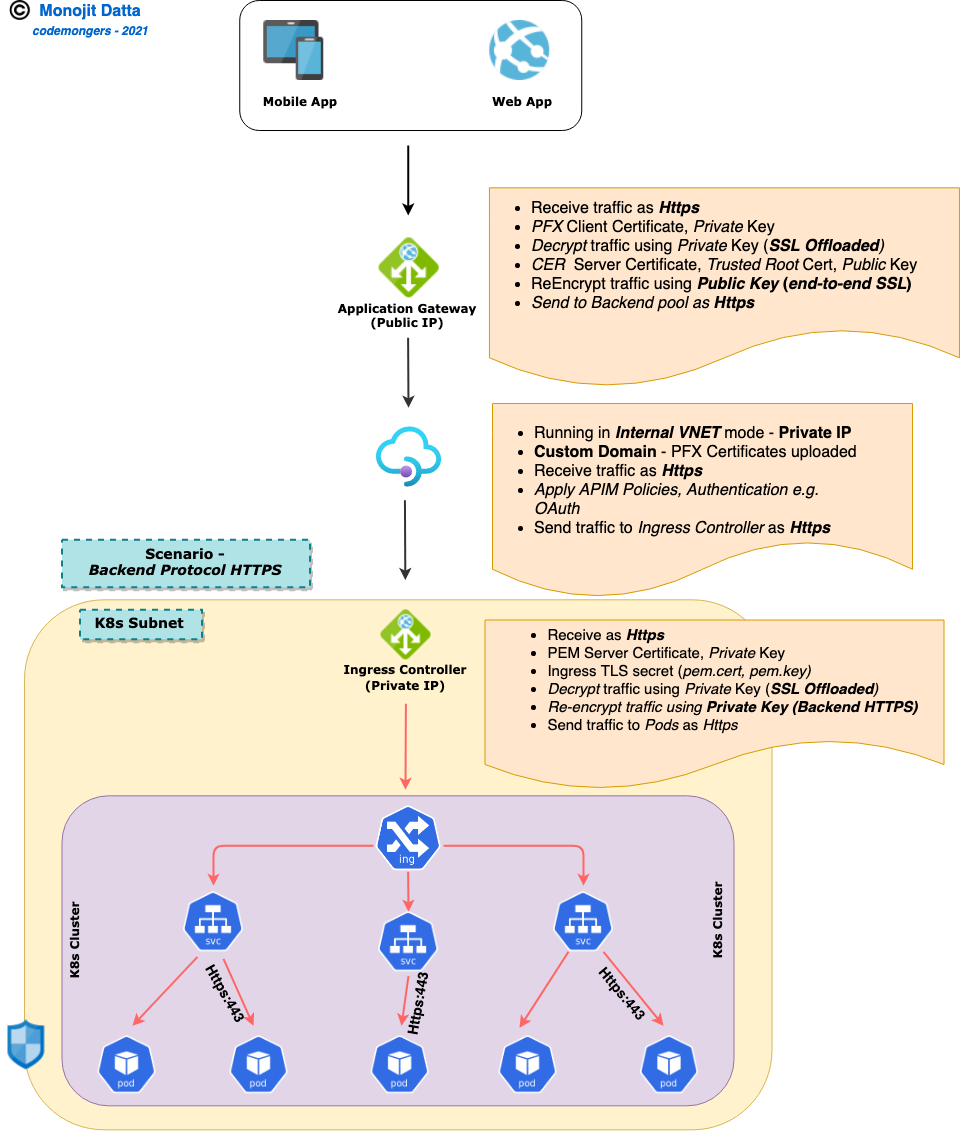 © Monojit Datta
codemongers - 2021
Mobile App
Web App
• Receive traffic as Https
• PFX Client Certificate, Private Key
• Decrypt traffic using Private Key (SSL Offloaded)
• CER Server Certificate, Trusted Root Cert, Public Key
• ReEncrypt traffic using Public Key (end-to-end SSL)
• Send to Backend pool as Https
Application Gateway
(Public IP)
• Running in Internal VNET mode - Private IP
• Custom Domain - PFX Certificates uploaded
• Receive traffic as Https
• Apply APIM Policies, Authentication e.g.
OAuth
• Send traffic to Ingress Controller as Https
Scenario -
Backend Protocol HTTPS
K8s Subnet
Ingress Controller
(Private IP)
• Receive as Https
• PEM Server Certificate, Private Key
• Ingress TLS secret (pem.cert, pem.key)
• Decrypt traffic using Private Key (SSL Offloaded)
• Re-encrypt traffic using Private Key (Backend HTTPS)
• Send traffic to Pods as Https
ing
K8s Cluster
K8s Cluster
svc
svc
svc
Https:443
Https:443
Https:443
pod
pod
pod
pod
pod